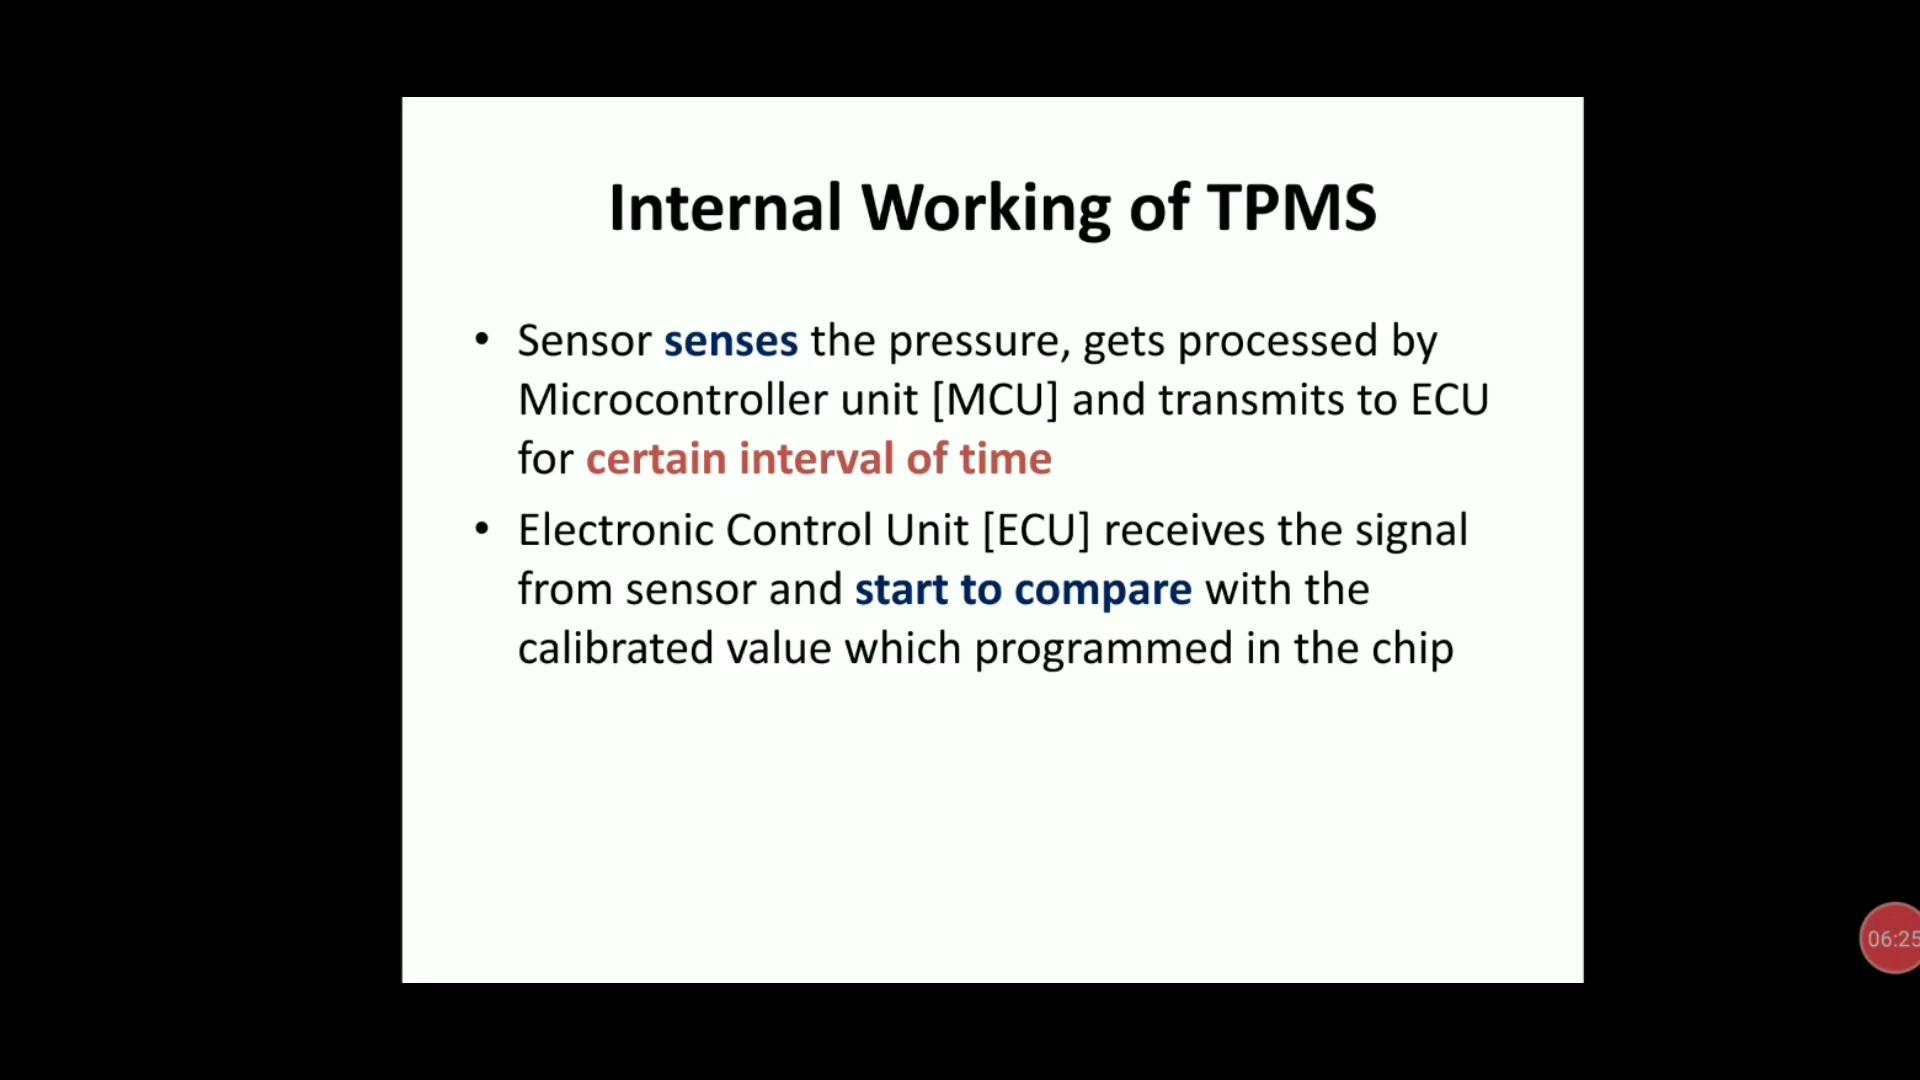 Internal Working of TPMS
• Sensor senses the pressure, gets processed by
Microcontroller unit [MCU] and transmits to ECU
for certain interval of time
• Electronic Control Unit [ECU] receives the signal
from sensor and start to compare with the
calibrated value which programmed in the chip
06:25